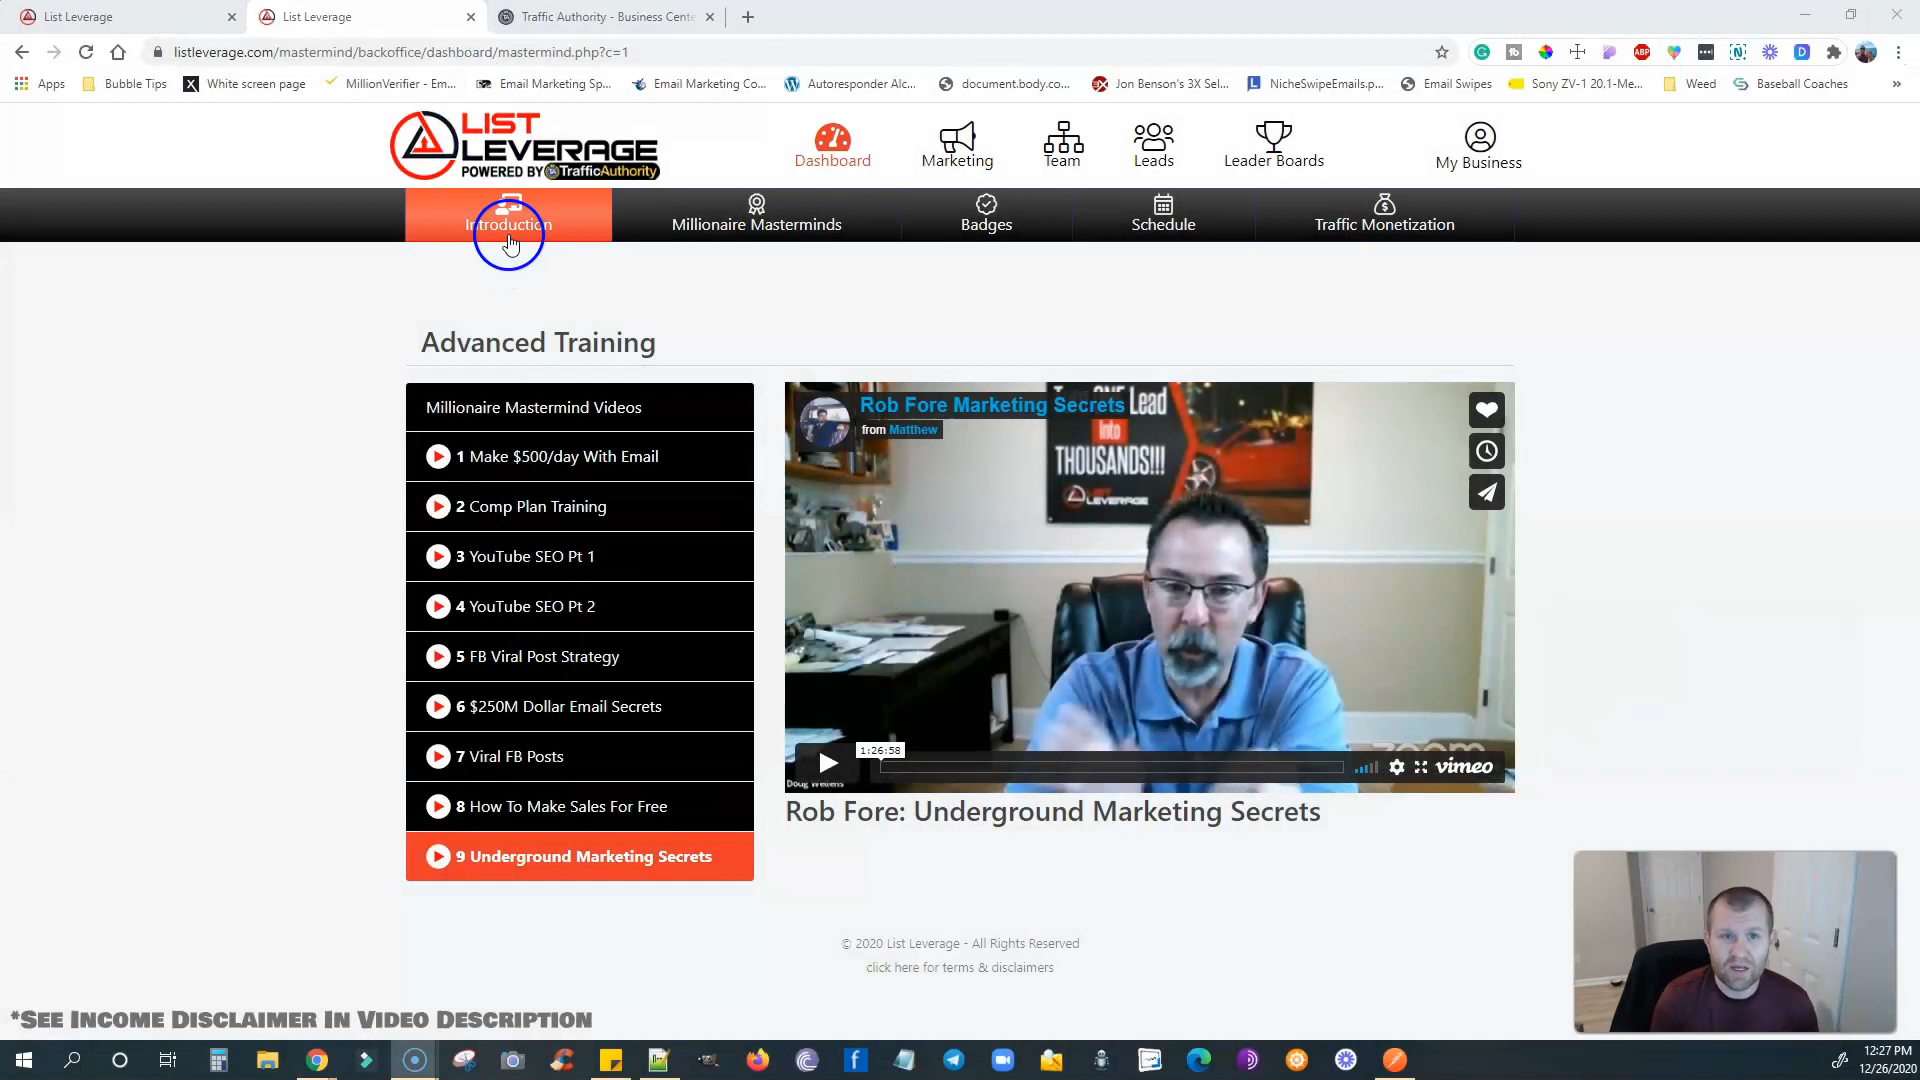 List Leverage
List Leverage
Traffic Authority - Business Cente
listleverage.com/mastermind/backoffice/dashboard/mastermind.php?c=1
Apps
Bubble Tips
White screen page
MillionVerifier - Em...
Email Marketing Sp...
Email Marketing Co...
Autoresponder Alc...
document.body.co...
Jon Benson's 3X Sel...
NicheSwipeEmails.p...
Email Swipes
Sony ZV-1 20.1-Me...
Weed
Baseball Coaches
»
LIST
LEVERAGE
POWERED BY TrafficAuthority
Dashboard
Marketing
Team
Leads
Leader Boards
My Business
Introduction
Millionaire Masterminds
Badges
Schedule
Traffic Monetization
Advanced Training
Millionaire Mastermind Videos
1 Make $500/day With Email
2 Comp Plan Training
3 YouTube SEO Pt 1
4 YouTube SEO Pt 2
5 FB Viral Post Strategy
6 $250M Dollar Email Secrets
7 Viral FB Posts
8 How To Make Sales For Free
9 Underground Marketing Secrets
Rob Fore Marketing Secrets
from Matthew
ONE Lead
Into
THOUSANDS!!!
LEVERAGE
1:26:58
zoom
vimeo
Doug Wellens
Rob Fore: Underground Marketing Secrets
© 2020 List Leverage - All Rights Reserved
click here for terms & disclaimers
*See Income Disclaimer In Video Description
12:27 PM
12/26/2020